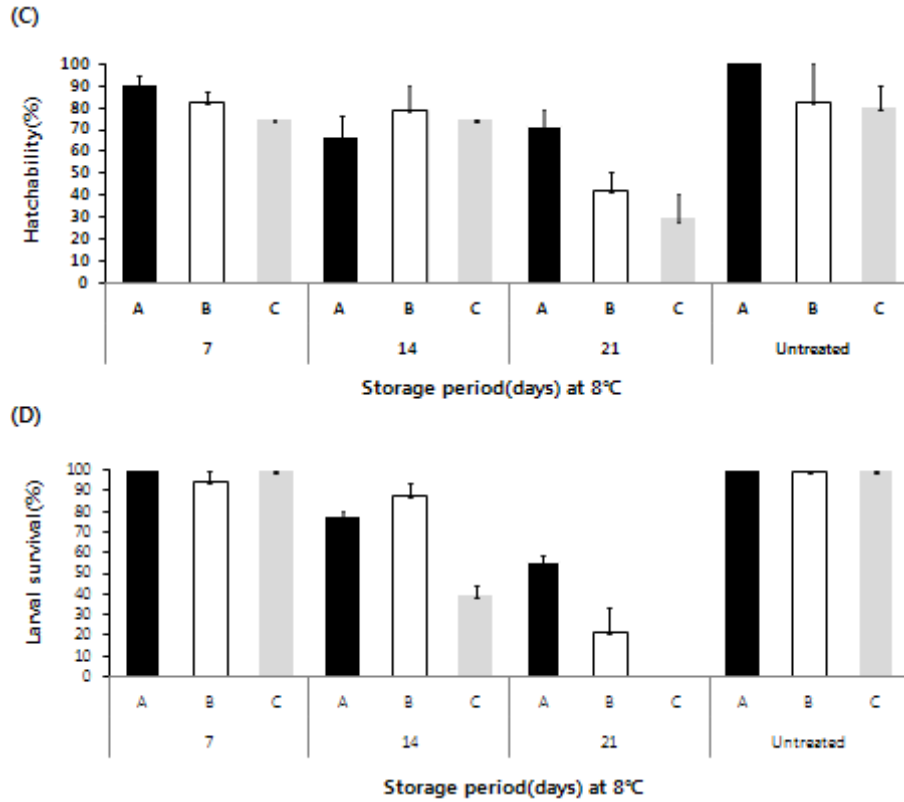 (C)
Hatchability(%)
100
90
80
70
60
50
40
30
20
10
0
A B C A B C A B C A B C
7 14 21 Untreated
Storage period(days) at 8℃
(D)
Larval survival(%)
100
90
80
70
60
50
40
30
20
10
0
A B C A B C A B C A B C
7 14 21 Untreated
Storage period(days) at 8℃